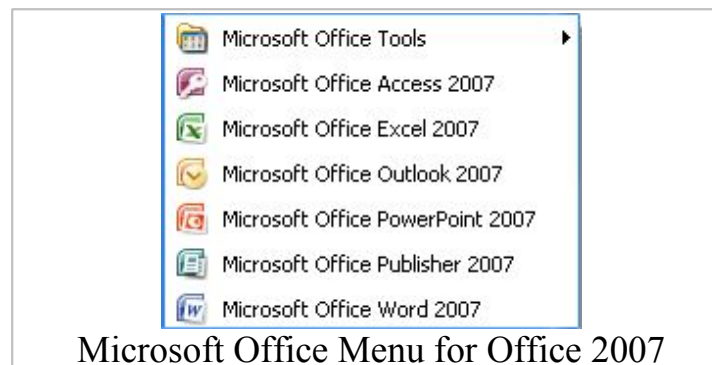 Microsoft Office Tools
Microsoft Office Access 2007
Microsoft Office Excel 2007
Microsoft Office Outlook 2007
Microsoft Office PowerPoint 2007
Microsoft Office Publisher 2007
Microsoft Office Word 2007
Microsoft Office Menu for Office 2007